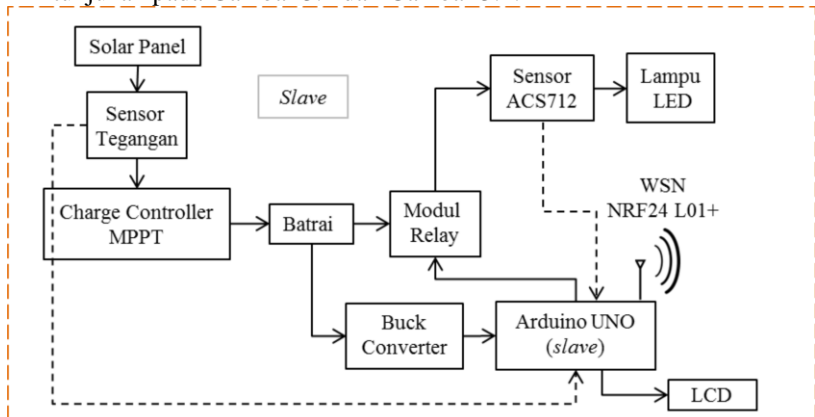 Solar Panel
Sensor
Tegangan
Charge Controller
MPPT
Slave
Batrai
Modul
Relay
Sensor
ACS712
Lampu
LED
WSN
NRF24 L01+
Buck
Converter
Arduino UNO
(slave)
LCD